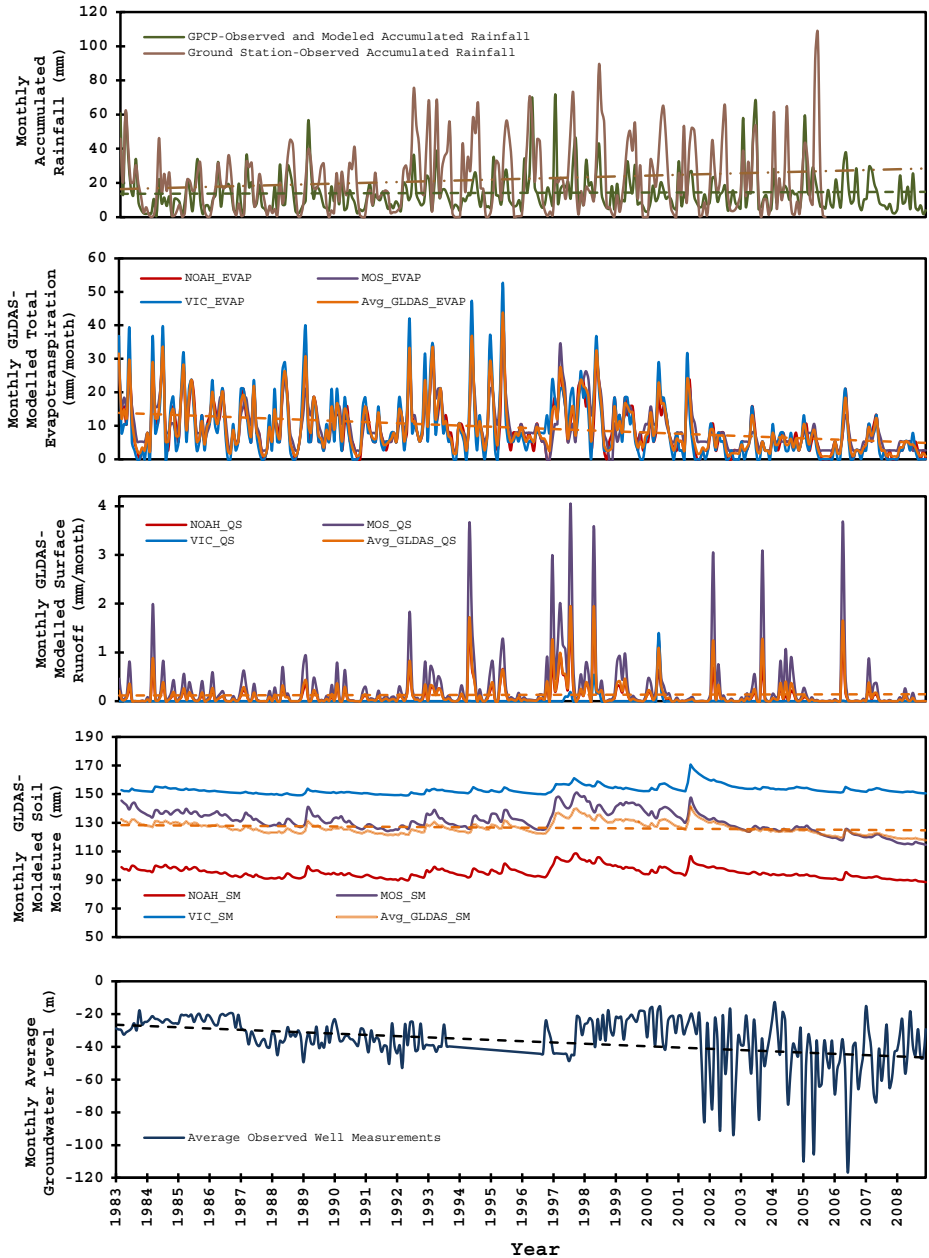 Monthly
Accumulated
Rainfall (mm)
120
100
80
60
40
20
0
GPCP-Observed and Modeled Accumulated Rainfall
Ground Station-Observed Accumulated Rainfall
Monthly GLDAS-
Modelled Total
Evapotranspiration
(mm/month)
60
50
40
30
20
10
0
NOAH_EVAP
MOS_EVAP
VIC_EVAP
Avg_GLDAS_EVAP
Monthly GLDAS-
Modelled Surface
Runoff (mm/month)
4
3
2
1
0
NOAH_QS
MOS_QS
VIC_QS
Avg_GLDAS_QS
Monthly GLDAS-
Moldeled Soil
Moisture (mm)
190
170
150
130
110
90
70
50
NOAH_SM
MOS_SM
VIC_SM
Avg_GLDAS_SM
Monthly Average
Groundwater Level (m)
0
-20
-40
-60
-80
-100
-120
Average Observed Well Measurements
1983
1984
1985
1986
1987
1988
1989
1990
1991
1992
1993
1994
1995
1996
1997
1998
1999
2000
2001
2002
2003
2004
2005
2006
2007
2008
Year